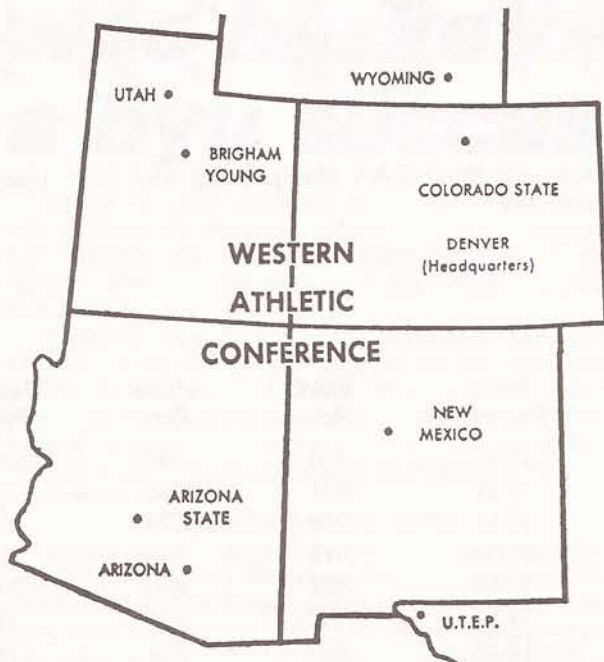 WYOMING
UTAH
BRIGHAM
YOUNG
COLORADO STATE
DENVER
(Headquarters)
WESTERN
ATHLETIC
CONFERENCE
NEW
MEXICO
ARIZONA
STATE
ARIZONA
U.T.E.P.